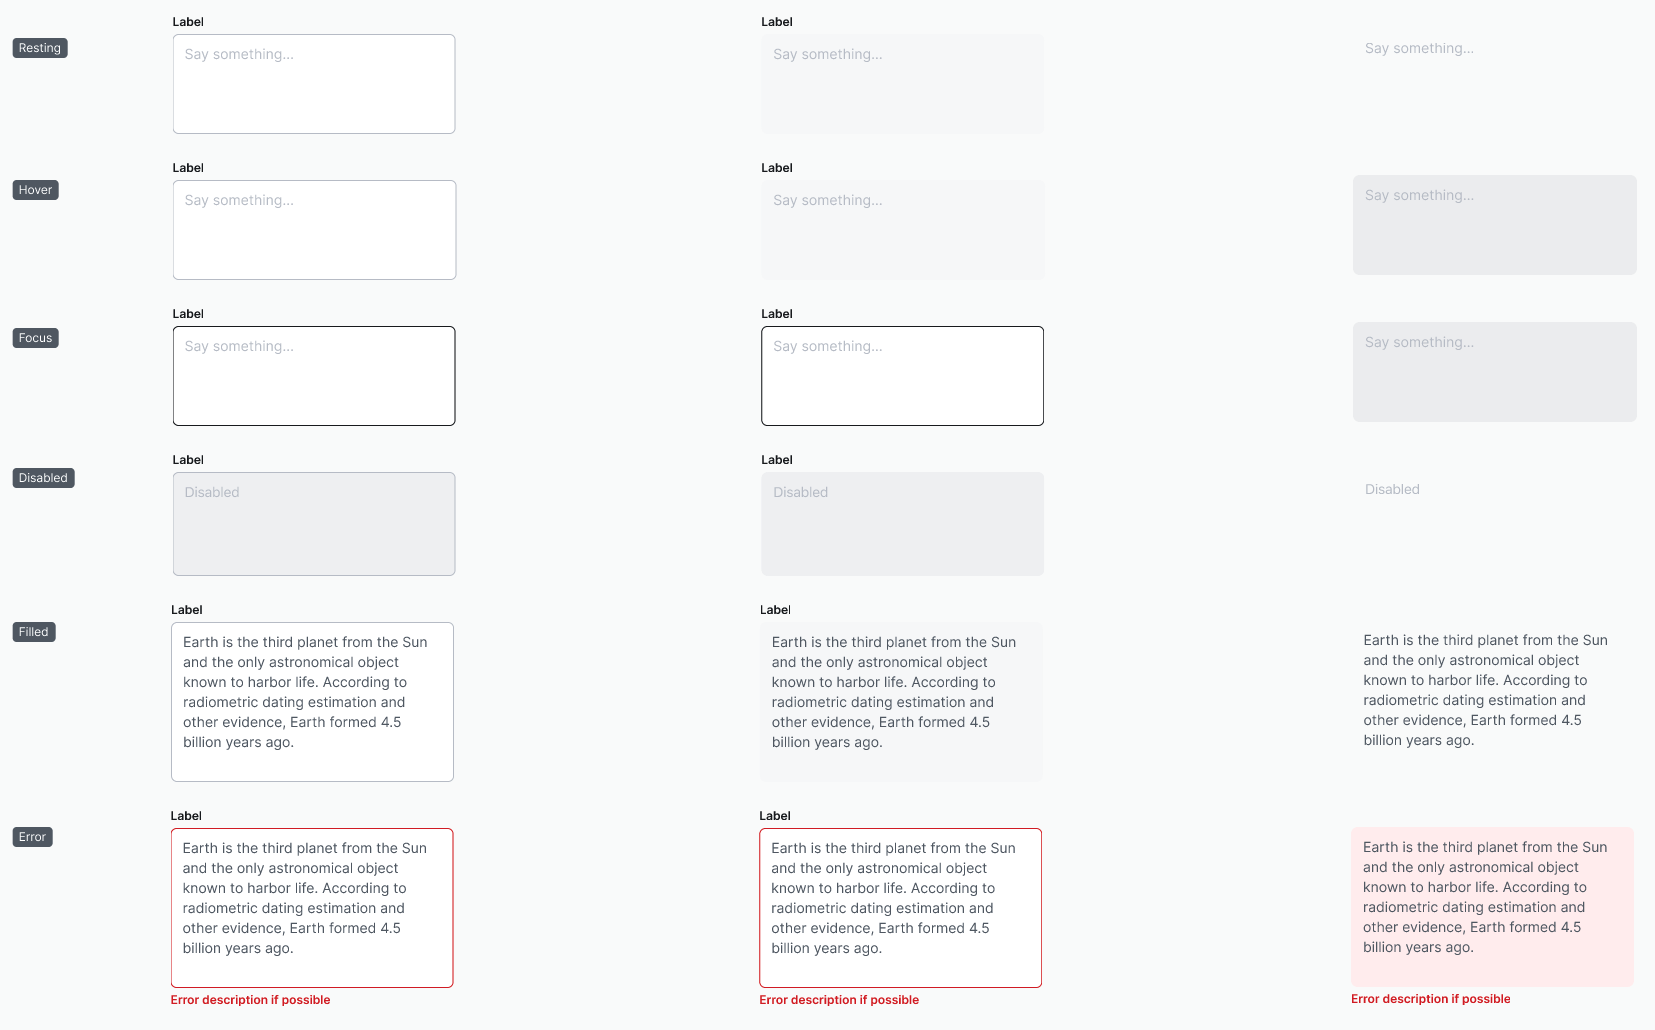 Label
Label
Resting
Say something...
Say something...
Say something...
Label
Label
Hover
Say something...
Say something...
Say something...
Label
Label
Focus
Say something...
Say something...
Say something...
Label
Label
Disabled
Disabled
Disabled
Disabled
Label
Label
Filled
Earth is the third planet from the Sun
and the only astronomical object
known to harbor life. According to
radiometric dating estimation and
other evidence, Earth formed 4.5
billion years ago.
Earth is the third planet from the Sun
and the only astronomical object
known to harbor life. According to
radiometric dating estimation and
other evidence, Earth formed 4.5
billion years ago.
Earth is the third planet from the Sun
and the only astronomical object
known to harbor life. According to
radiometric dating estimation and
other evidence, Earth formed 4.5
billion years ago.
Label
Label
Error
Earth is the third planet from the Sun
and the only astronomical object
known to harbor life. According to
radiometric dating estimation and
other evidence, Earth formed 4.5
billion years ago.
Error description if possible
Earth is the third planet from the Sun
and the only astronomical object
known to harbor life. According to
radiometric dating estimation and
other evidence, Earth formed 4.5
billion years ago.
Error description if possible
Earth is the third planet from the Sun
and the only astronomical object
known to harbor life. According to
radiometric dating estimation and
other evidence, Earth formed 4.5
billion years ago.
Error description if possible